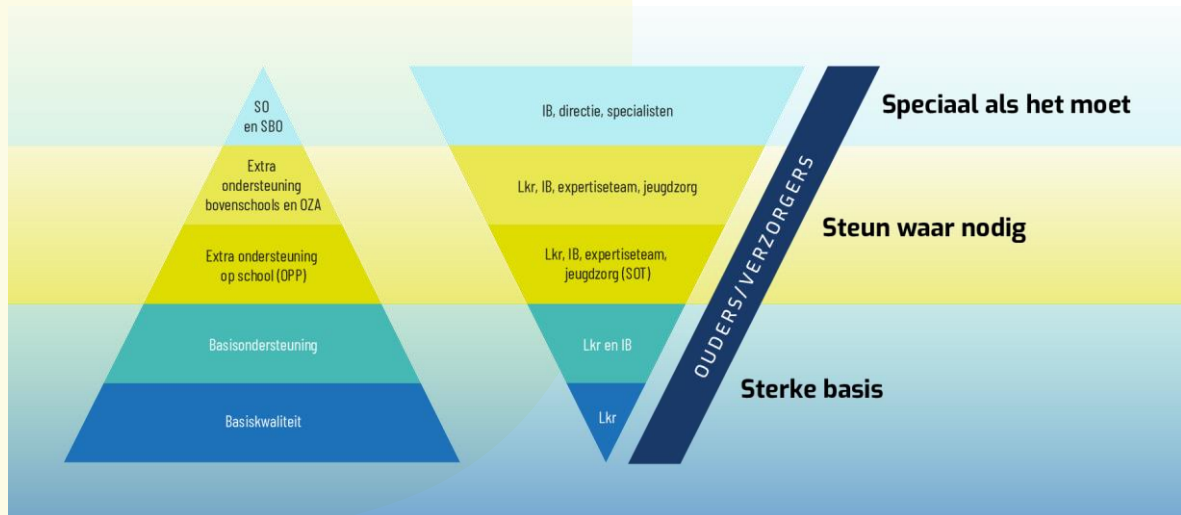 SO
en SBO
Extra
ondersteuning
bovenschools en OZA
Extra ondersteuning
op school (OPP)
Basisondersteuning
Basiskwaliteit
IB, directie, specialisten
Lkr, IB, expertiseteam, jeugdzorg
Lkr, IB, expertiseteam,
jeugdzorg (SOT)
Lkr en IB
Lkr
OUDERS/VERZORGERS
Speciaal als het moet
Steun waar nodig
Sterke basis